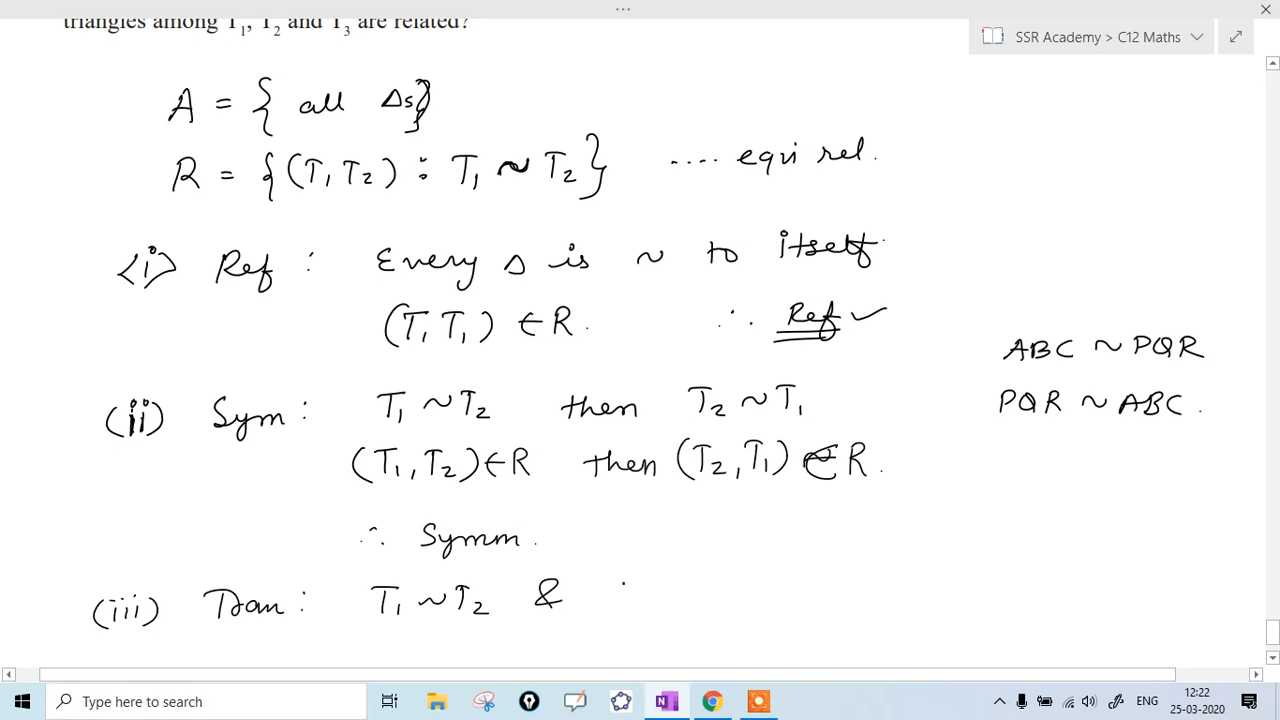 triangles among T₁, T₂ and T₃ are related?
SSR Academy > C12 Maths
A = { all Δs}
R = {(T₁ T₂) : T₁ ~ T₂} .... equi rel.
(i) Ref : Every Δ is ~ to itself
(T₁ T₁) ∈ R. ∴ Ref ✓
ABC ~ PQR
(ii) Sym : T₁ ~ T₂ then T₂ ~ T₁
PQR ~ ABC.
(T₁, T₂) ∈ R then (T₂, T₁) ∈ R.
∴ Symm.
(iii) Tran : T₁ ~ T₂ &
Type here to search
12:22
25-03-2020